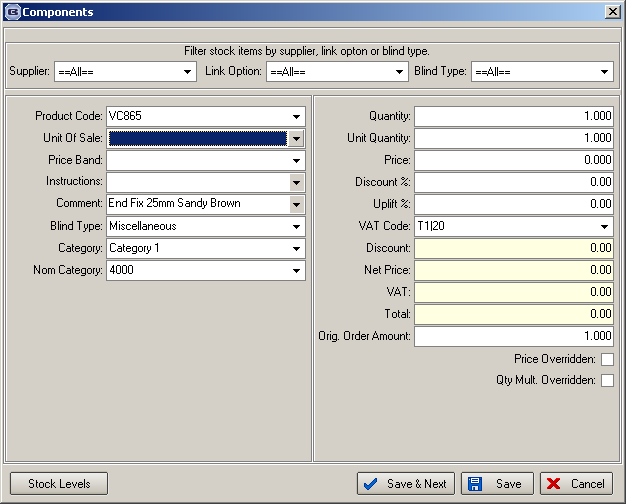 Components
Filter stock items by supplier, link opton or blind type.
Supplier: ==All== Link Option: ==All== Blind Type: ==All==
Product Code: VC865
Unit Of Sale:
Price Band:
Instructions:
Comment: End Fix 25mm Sandy Brown
Blind Type: Miscellaneous
Category: Category 1
Nom Category: 4000
Quantity: 1.000
Unit Quantity: 1.000
Price: 0.000
Discount %: 0.00
Uplift %: 0.00
VAT Code: T1|20
Discount: 0.00
Net Price: 0.00
VAT: 0.00
Total: 0.00
Orig. Order Amount: 1.000
Price Overridden:
Qty Mult. Overridden:
Stock Levels Save & Next Save Cancel